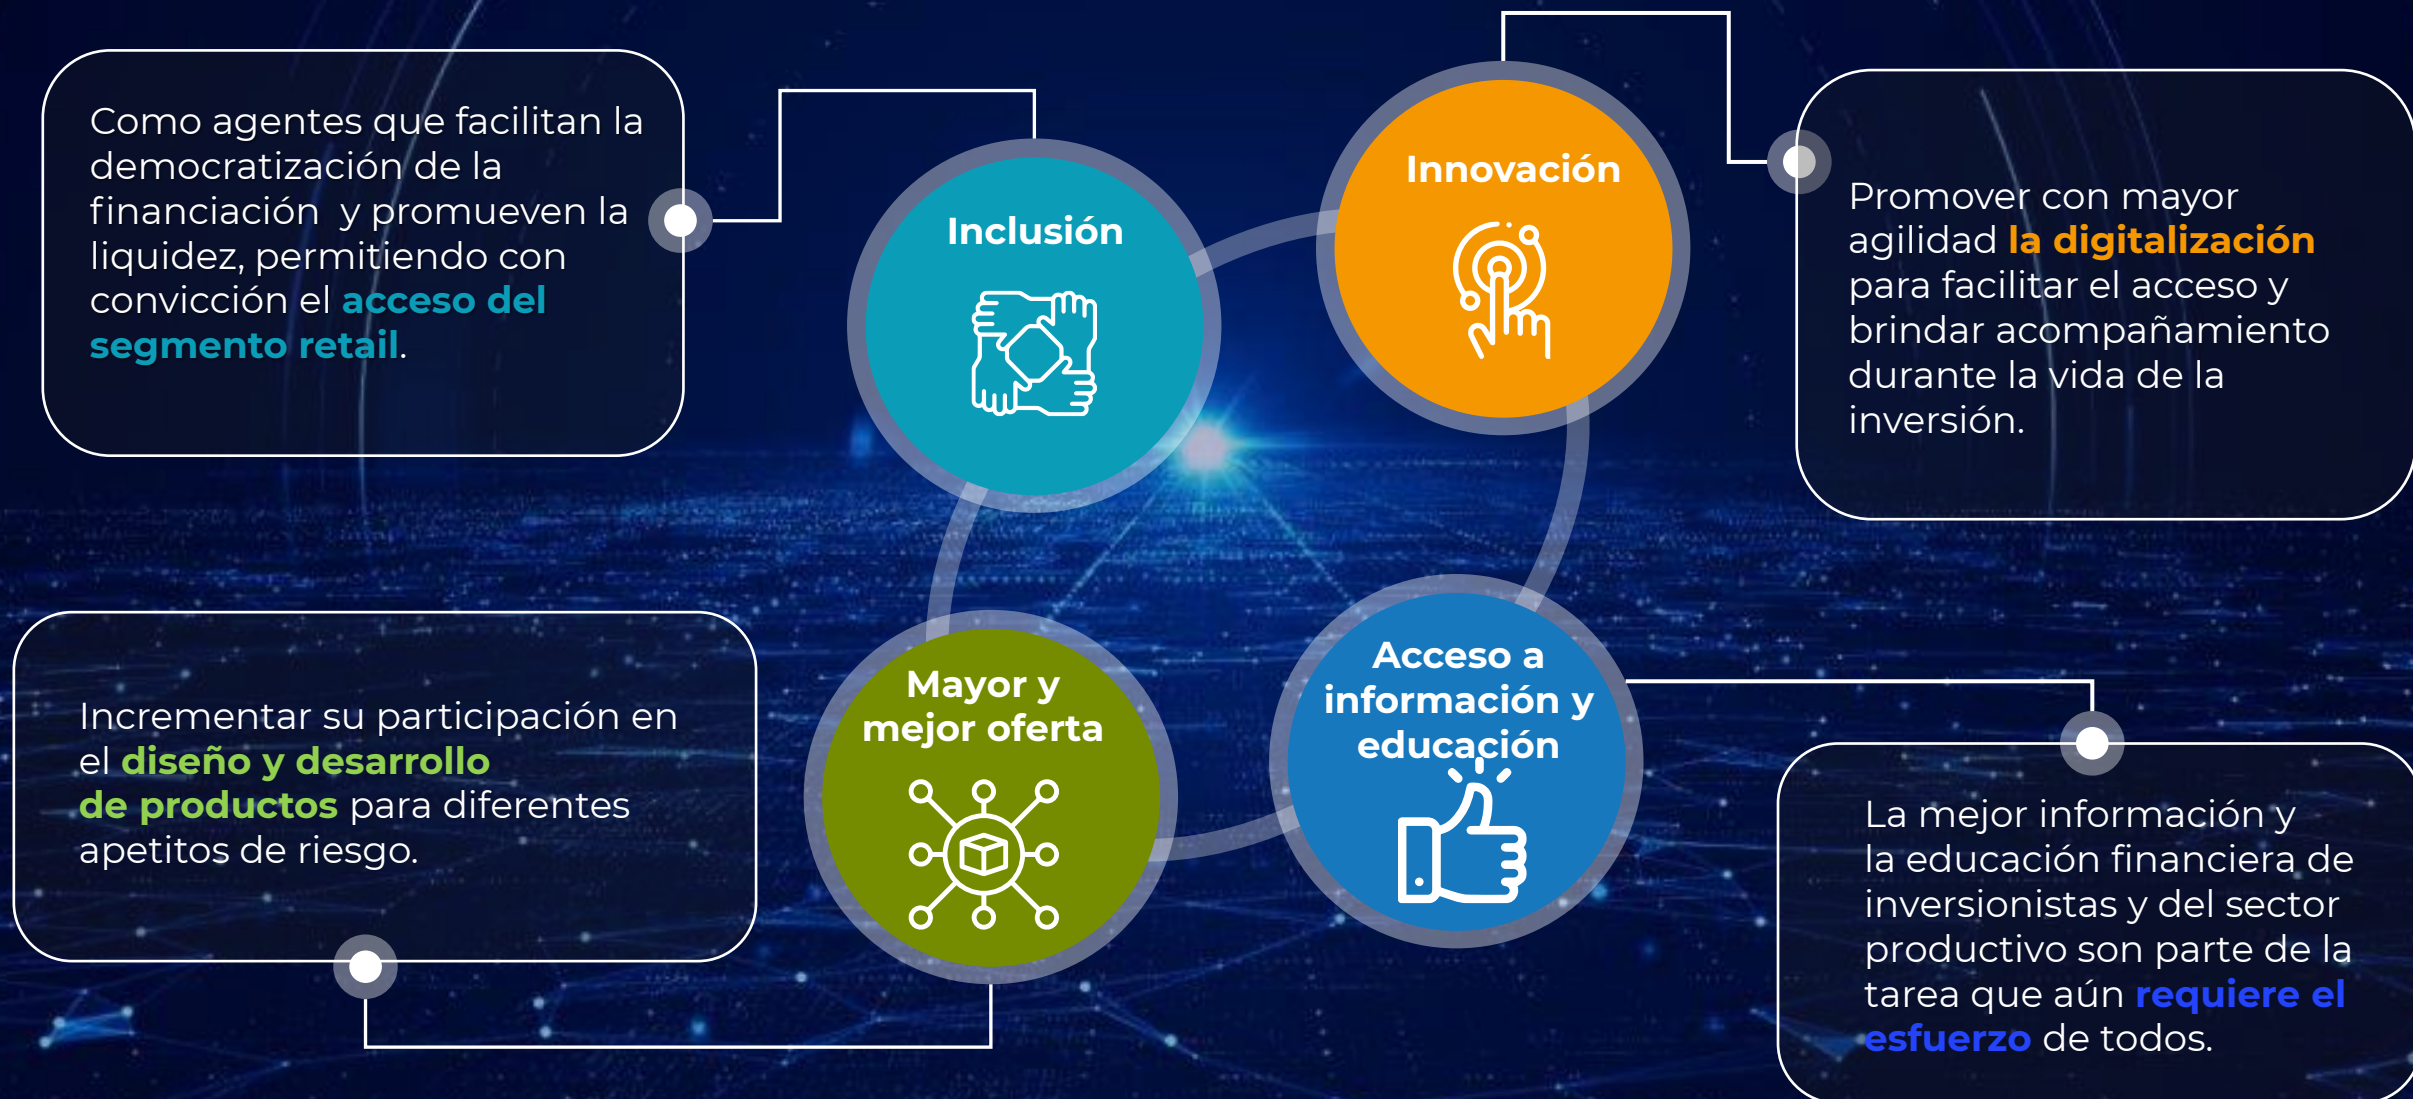 Como agentes que facilitan la
democratización de la
financiación y promueven la
liquidez, permitiendo con
convicción el acceso del
segmento retail.
Inclusión
Innovación
Promover con mayor
agilidad la digitalización
para facilitar el acceso y
brindar acompañamiento
durante la vida de la
inversión.
Incrementar su participación en
el diseño y desarrollo
de productos para diferentes
apetitos de riesgo.
Mayor y
mejor oferta
Acceso a
información y
educación
La mejor información y
la educación financiera de
inversionistas y del sector
productivo son parte de la
tarea que aún requiere el
esfuerzo de todos.